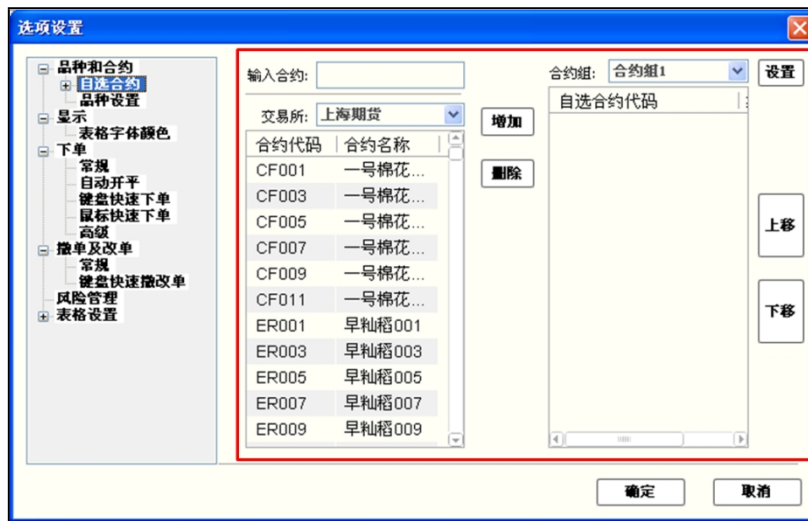 选项设置
品种和合约
自选合约
品种设置
显示
表格字体颜色
下单
常规
自动开平
键盘快速下单
鼠标快速下单
高级
撤单及改单
常规
键盘快速撤改单
风险管理
表格设置
输入合约:
交易所: 上海期货
合约代码 合约名称
CF001 一号棉花...
CF003 一号棉花...
CF005 一号棉花...
CF007 一号棉花...
CF009 一号棉花...
CF011 一号棉花...
ER001 早籼稻001
ER003 早籼稻003
ER005 早籼稻005
ER007 早籼稻007
ER009 早籼稻009
增加
删除
合约组: 合约组1 设置
自选合约代码
上移
下移
确定 取消